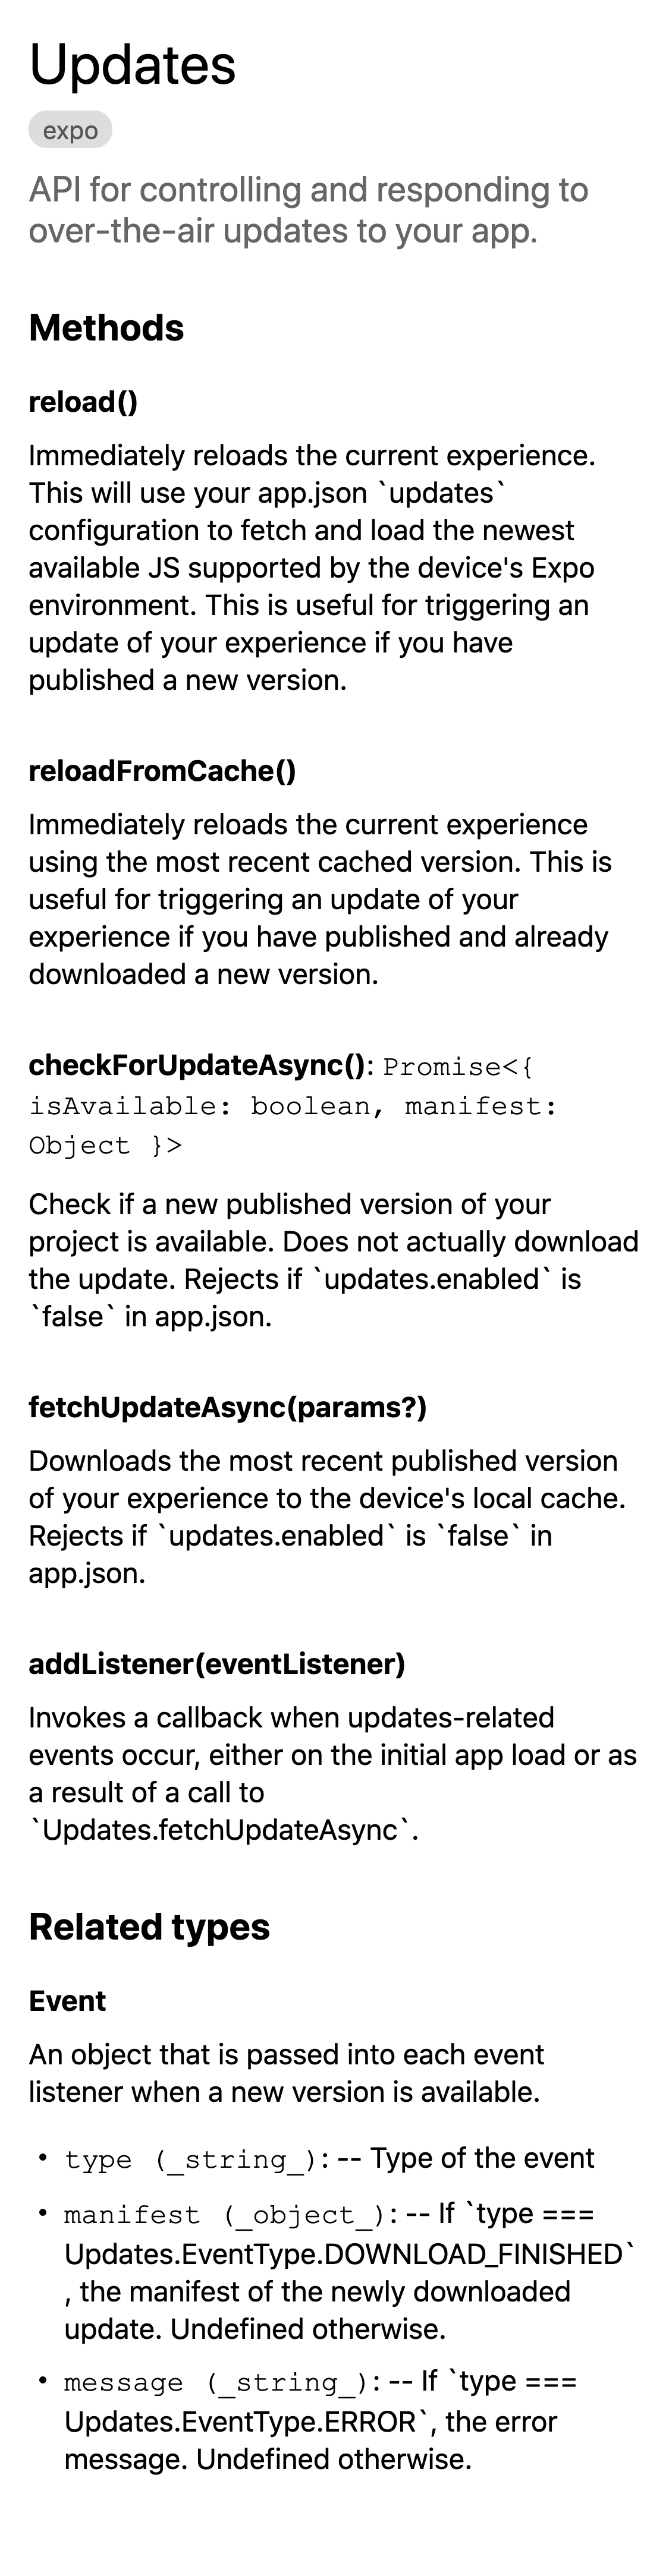 Updates
expo
API for controlling and responding to
over-the-air updates to your app.
Methods
reload()
Immediately reloads the current experience.
This will use your app.json `updates`
configuration to fetch and load the newest
available JS supported by the device's Expo
environment. This is useful for triggering an
update of your experience if you have
published a new version.
reloadFromCache()
Immediately reloads the current experience
using the most recent cached version. This is
useful for triggering an update of your
experience if you have published and already
downloaded a new version.
checkForUpdateAsync(): Promise<{
isAvailable: boolean, manifest:
Object }>
Check if a new published version of your
project is available. Does not actually download
the update. Rejects if `updates.enabled` is
`false` in app.json.
fetchUpdateAsync(params?)
Downloads the most recent published version
of your experience to the device's local cache.
Rejects if `updates.enabled` is `false` in
app.json.
addListener(eventListener)
Invokes a callback when updates-related
events occur, either on the initial app load or as
a result of a call to
`Updates.fetchUpdateAsync`.
Related types
Event
An object that is passed into each event
listener when a new version is available.
• type (_string_): -- Type of the event
• manifest (_object_): -- If `type ===
Updates.EventType.DOWNLOAD_FINISHED`
, the manifest of the newly downloaded
update. Undefined otherwise.
• message (_string_): -- If `type ===
Updates.EventType.ERROR`, the error
message. Undefined otherwise.